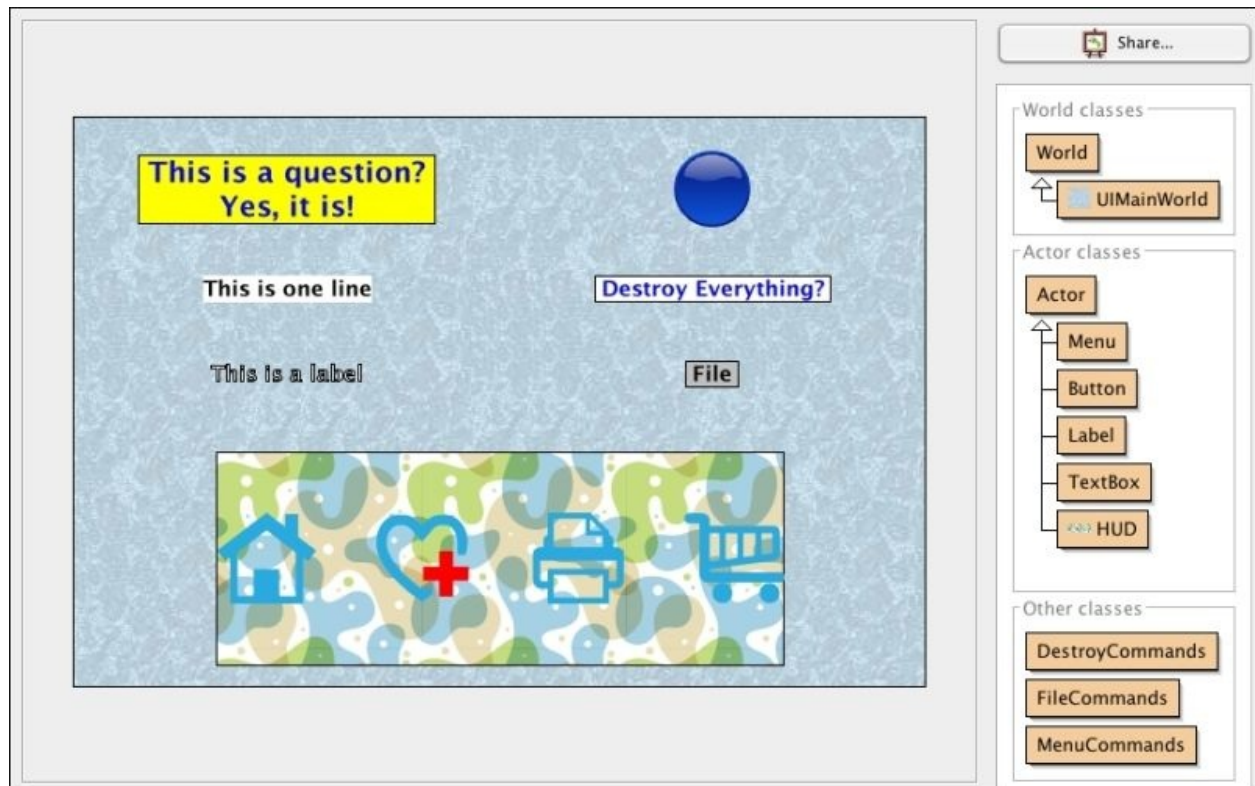 Share...
This is a question?
Yes, it is!
This is one line
Destroy Everything?
This is a label
File
World classes
World
UIMainWorld
Actor classes
Actor
Menu
Button
Label
TextBox
HUD
Other classes
DestroyCommands
FileCommands
MenuCommands